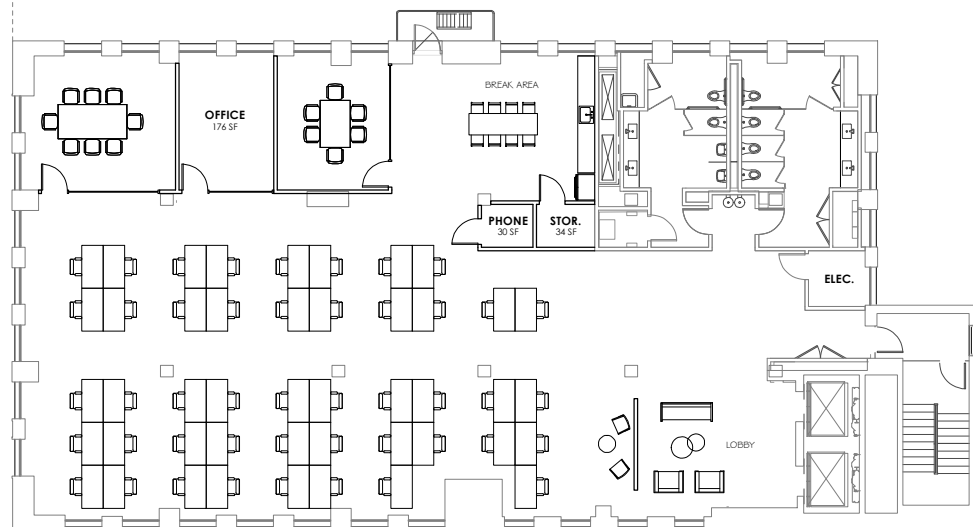 BREAK AREA
OFFICE
176 SF
PHONE
30 SF
STOR.
34 SF
ELEC.
LOBBY